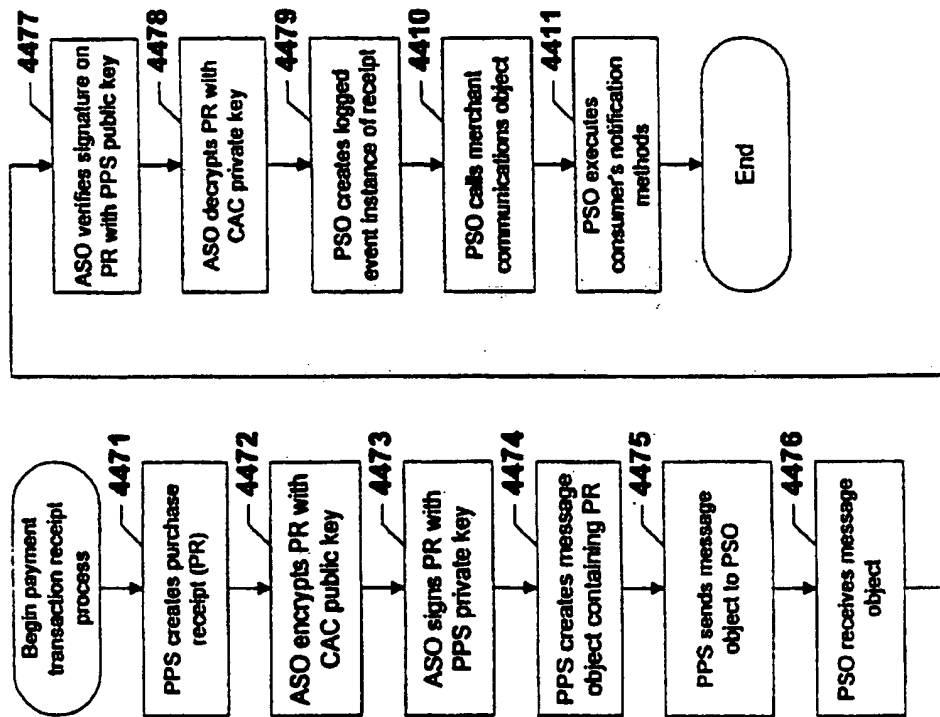 Begin payment
transaction receipt
process
4471
PPS creates purchase
receipt (PR)
4472
ASO encrypts PR with
CAC public key
4473
ASO signs PR with
PPS private key
4474
PPS creates message
object containing PR
4475
PPS sends message
object to PSO
4476
PSO receives message
object
4477
ASO verifies signature on
PR with PPS public key
4478
ASO decrypts PR with
CAC private key
4479
PSO creates logged
event instance of receipt
4410
PSO calls merchant
communications object
4411
PSO executes
consumer's notification
methods
End